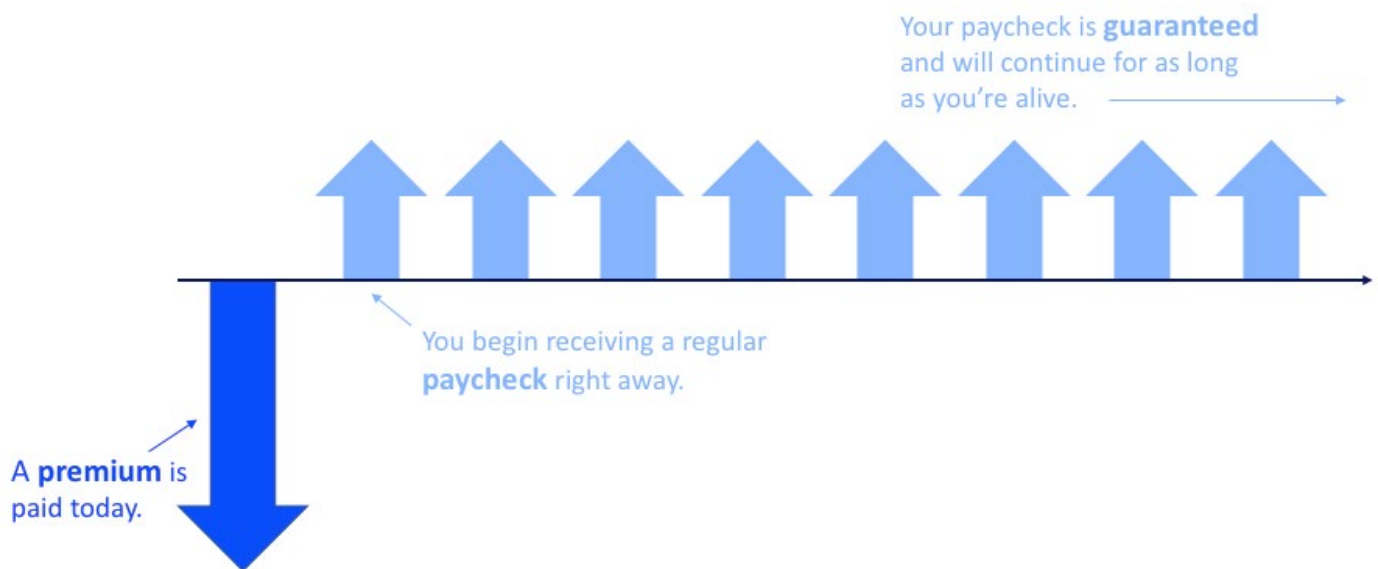 Your paycheck is guaranteed
and will continue for as long
as you're alive.
You begin receiving a regular
paycheck right away.
A premium is
paid today.